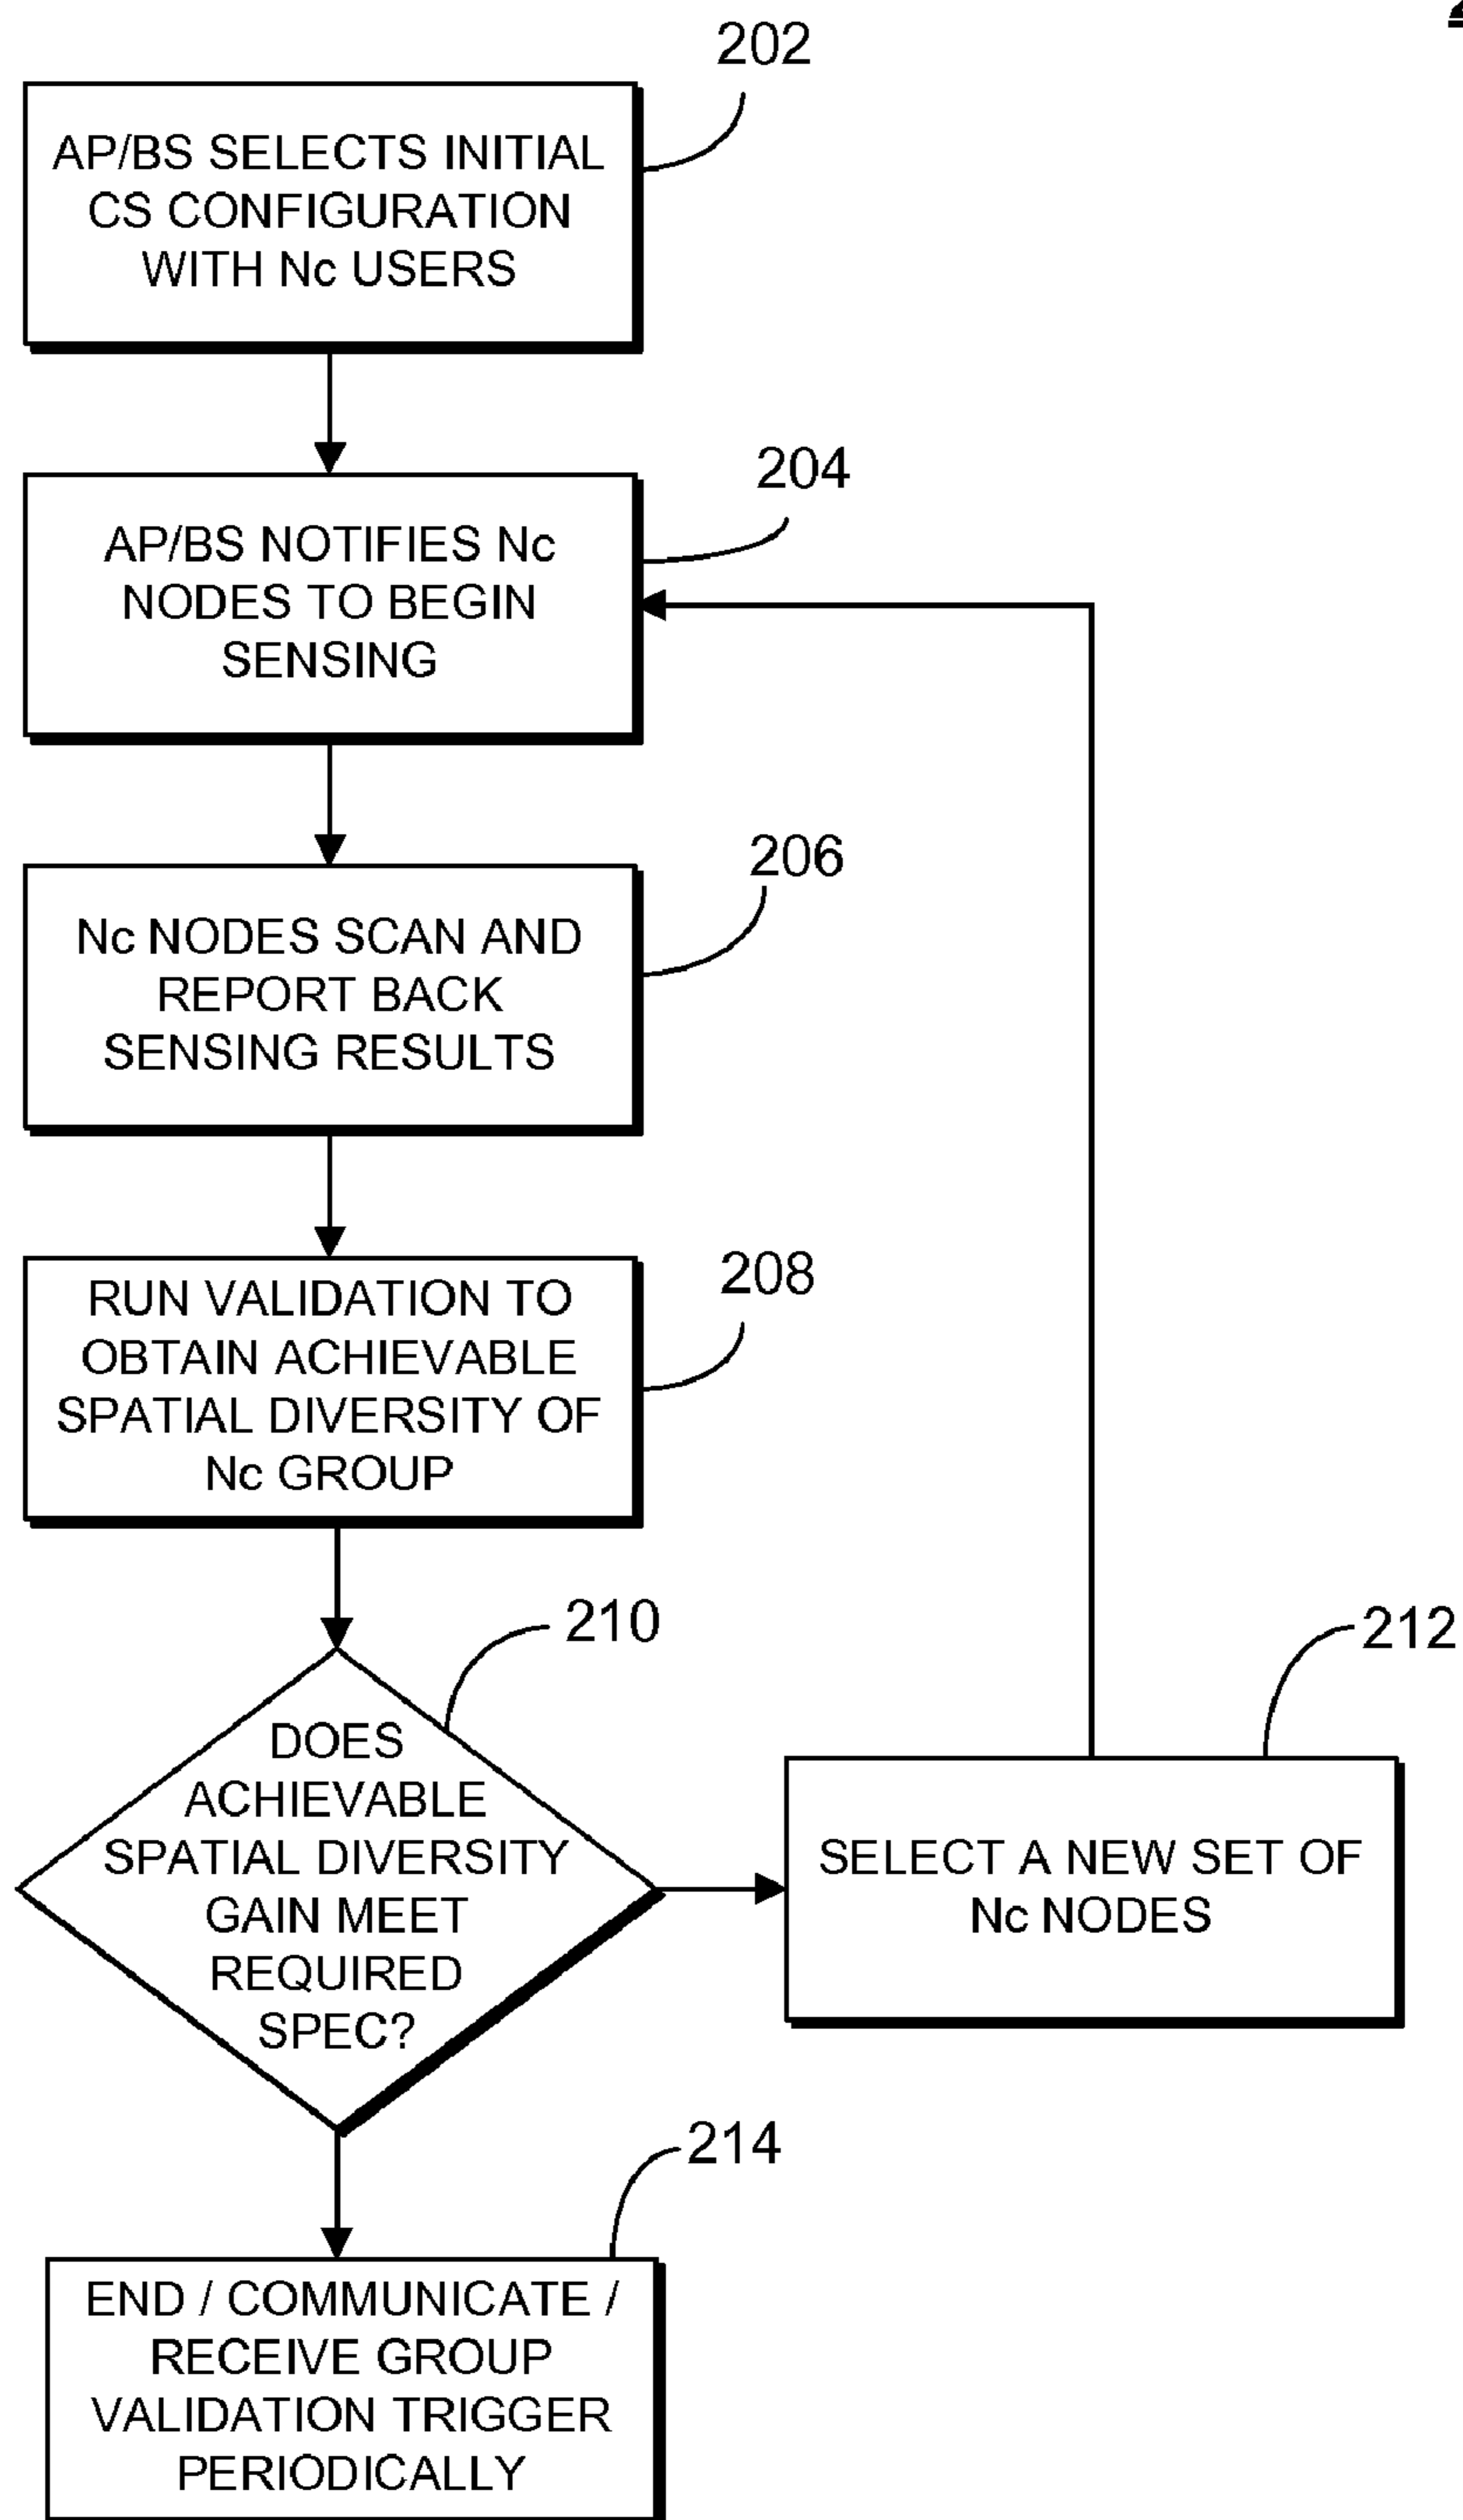 202
AP/BS SELECTS INITIAL
CS CONFIGURATION
WITH Nc USERS
204
AP/BS NOTIFIES Nc
NODES TO BEGIN
SENSING
206
Nc NODES SCAN AND
REPORT BACK
SENSING RESULTS
208
RUN VALIDATION TO
OBTAIN ACHIEVABLE
SPATIAL DIVERSITY OF
Nc GROUP
210
DOES
ACHIEVABLE
SPATIAL DIVERSITY
GAIN MEET
REQUIRED
SPEC?
212
SELECT A NEW SET OF
Nc NODES
214
END / COMMUNICATE /
RECEIVE GROUP
VALIDATION TRIGGER
PERIODICALLY